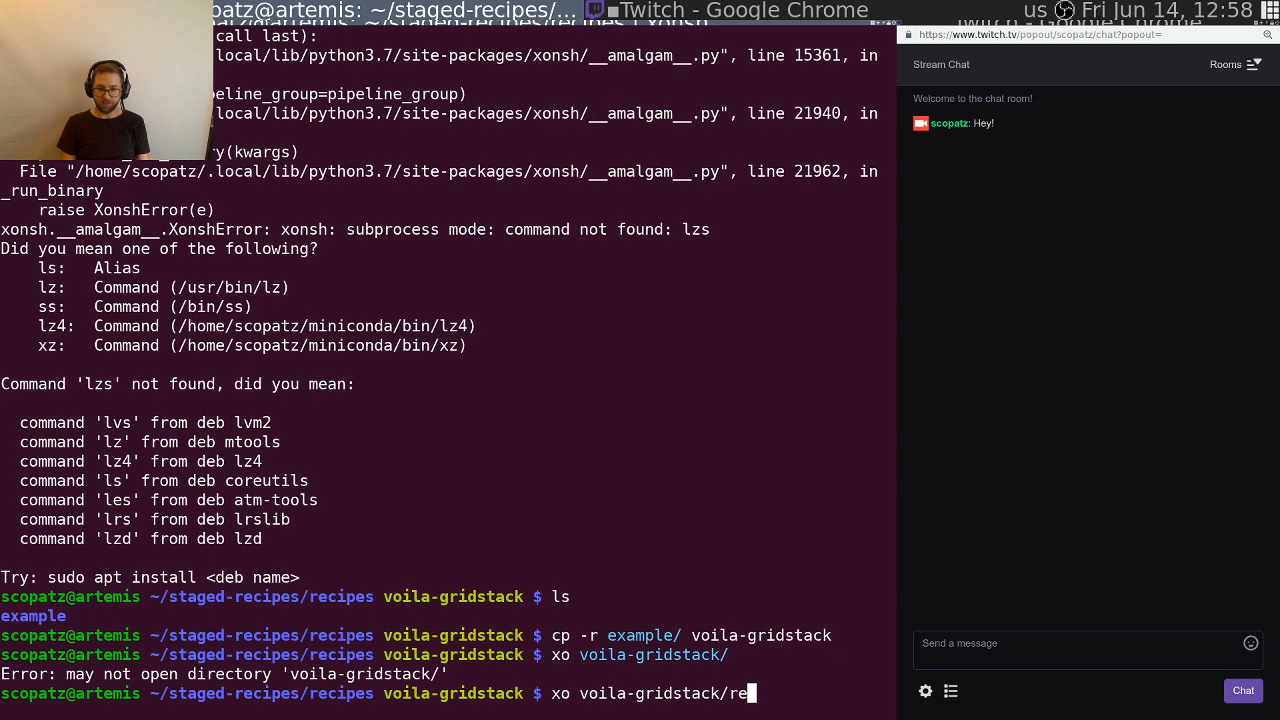 opatz@artemis: ~/staged-recipes/...
Twitch - Google Chrome
us Fri Jun 14, 12:58
call last):
local/lib/python3.7/site-packages/xonsh/__amalgam__.py", line 15361, in
peline_group=pipeline_group)
local/lib/python3.7/site-packages/xonsh/__amalgam__.py", line 21940, in
ry(kwargs)
File "/home/scopatz/.local/lib/python3.7/site-packages/xonsh/__amalgam__.py", line 21962, in
_run_binary
raise XonshError(e)
xonsh.__amalgam__.XonshError: xonsh: subprocess mode: command not found: lzs
Did you mean one of the following?
ls: Alias
lz: Command (/usr/bin/lz)
ss: Command (/bin/ss)
lz4: Command (/home/scopatz/miniconda/bin/lz4)
xz: Command (/home/scopatz/miniconda/bin/xz)
Command 'lzs' not found, did you mean:
command 'lvs' from deb lvm2
command 'lz' from deb mtools
command 'lz4' from deb lz4
command 'ls' from deb coreutils
command 'les' from deb atm-tools
command 'lrs' from deb lrslib
command 'lzd' from deb lzd
Try: sudo apt install <deb name>
scopatz@artemis ~/staged-recipes/recipes voila-gridstack $ ls
example
scopatz@artemis ~/staged-recipes/recipes voila-gridstack $ cp -r example/ voila-gridstack
scopatz@artemis ~/staged-recipes/recipes voila-gridstack $ xo voila-gridstack/
Error: may not open directory 'voila-gridstack/'
scopatz@artemis ~/staged-recipes/recipes voila-gridstack $ xo voila-gridstack/re
https://www.twitch.tv/popout/scopatz/chat?popout=
Stream Chat
Rooms
Welcome to the chat room!
scopatz: Hey!
Send a message
Chat